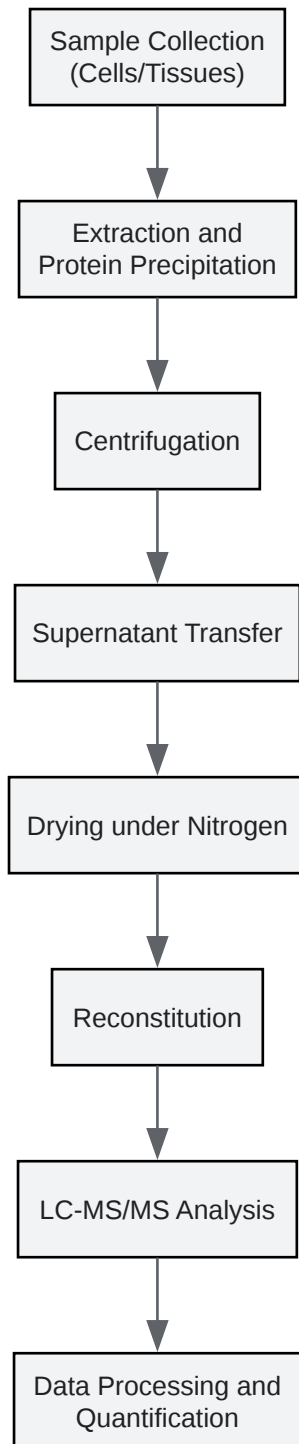 Sample Collection
(Cells/Tissues)
Extraction and
Protein Precipitation
Centrifugation
Supernatant Transfer
Drying under Nitrogen
Reconstitution
LC-MS/MS Analysis
Data Processing and
Quantification